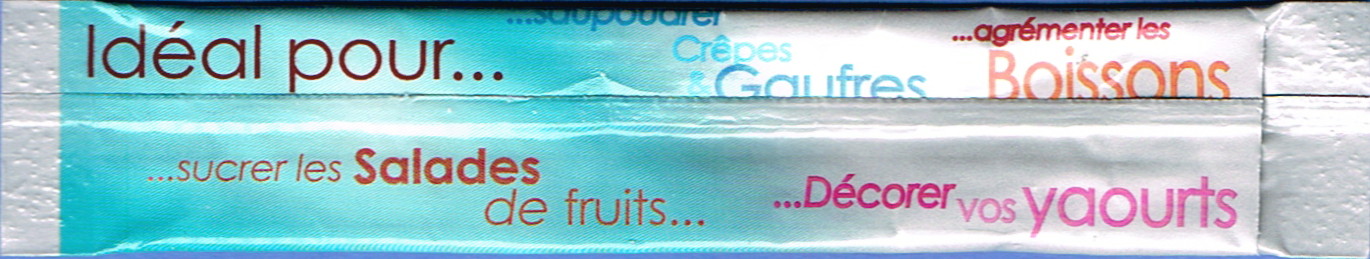 Idéal pour...
...saupoudrer
Crêpes
& Gaufres
...agrémenter les
Boissons
...sucrer les Salades
de fruits...
...Décorer vos yaourts